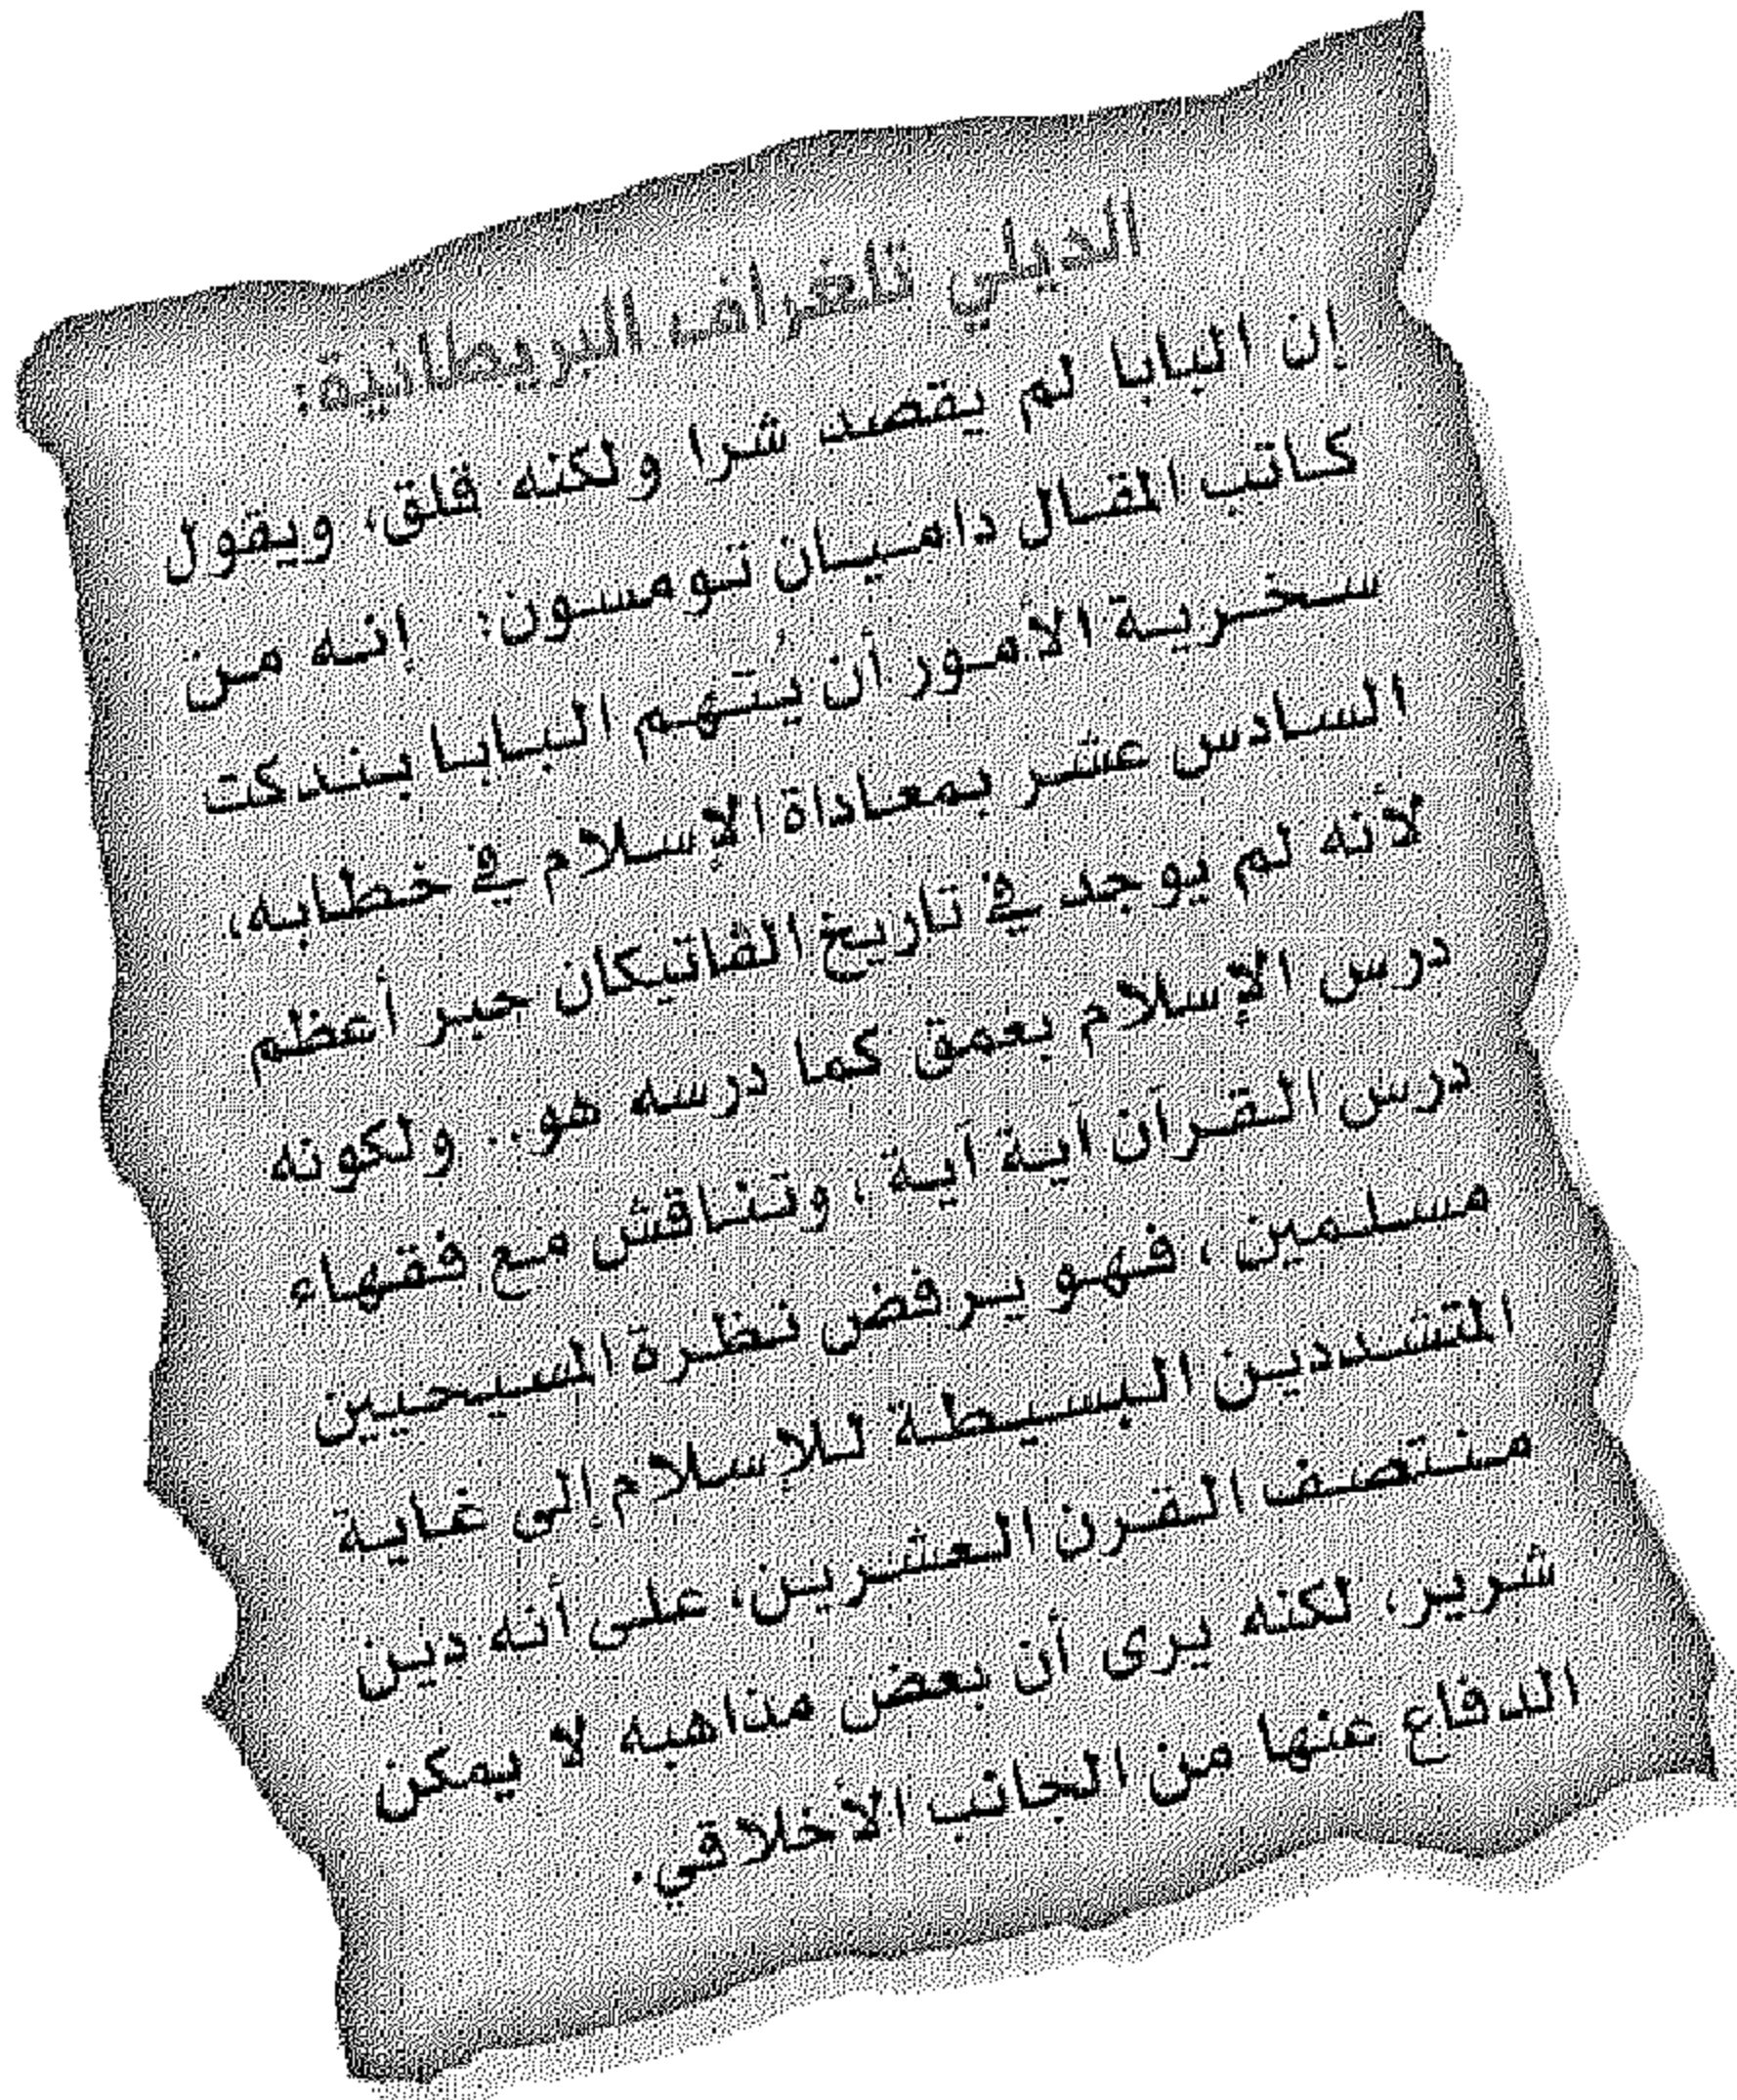 الديلي تلغراف البريطانية:
إن البابا لم يقصد شرا ولكنه قلق، ويقول
كاتب المقال داميان تومسون: إنه من
سخرية الأمور أن يُتهم البابا بندكت
السادس عشر بمعاداة الإسلام في خطابه،
لأنه لم يوجد في تاريخ الفاتيكان حبر أعظم
درس الإسلام بعمق كما درسه هو.. ولكونه
درس القرآن آية آية، وتناقش مع فقهاء
مسلمين، فهو يرفض نظرة المسيحيين
المتشددين البسيطة للإسلام إلى غاية
منتصف القرن العشرين، على أنه دين
شرير، لكنه يرى أن بعض مذاهبه لا يمكن
الدفاع عنها من الجانب الأخلاقي.